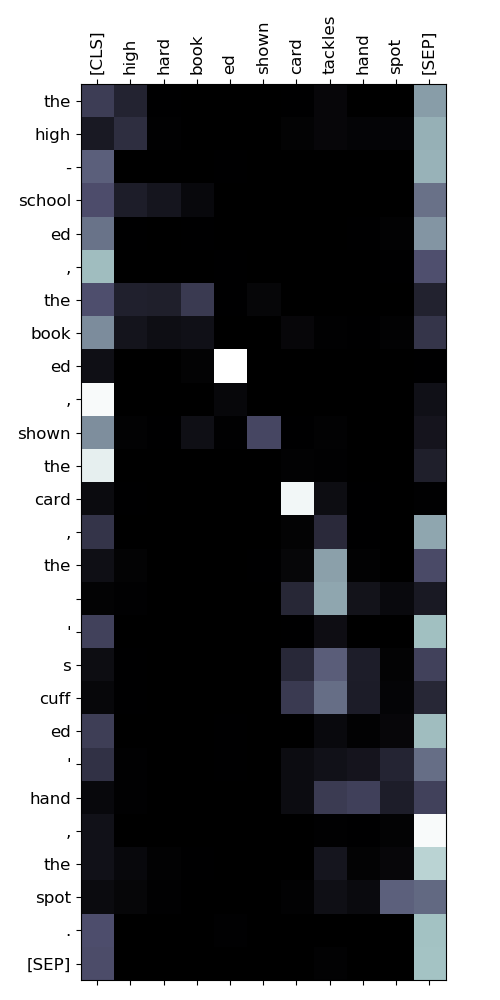 [CLS]
high
hard
book
ed
shown
card
tackles
hand
spot
[SEP]
the
high
-
school
ed
,
the
book
ed
,
shown
the
card
,
the
'
s
cuff
ed
'
hand
,
the
spot
.
[SEP]